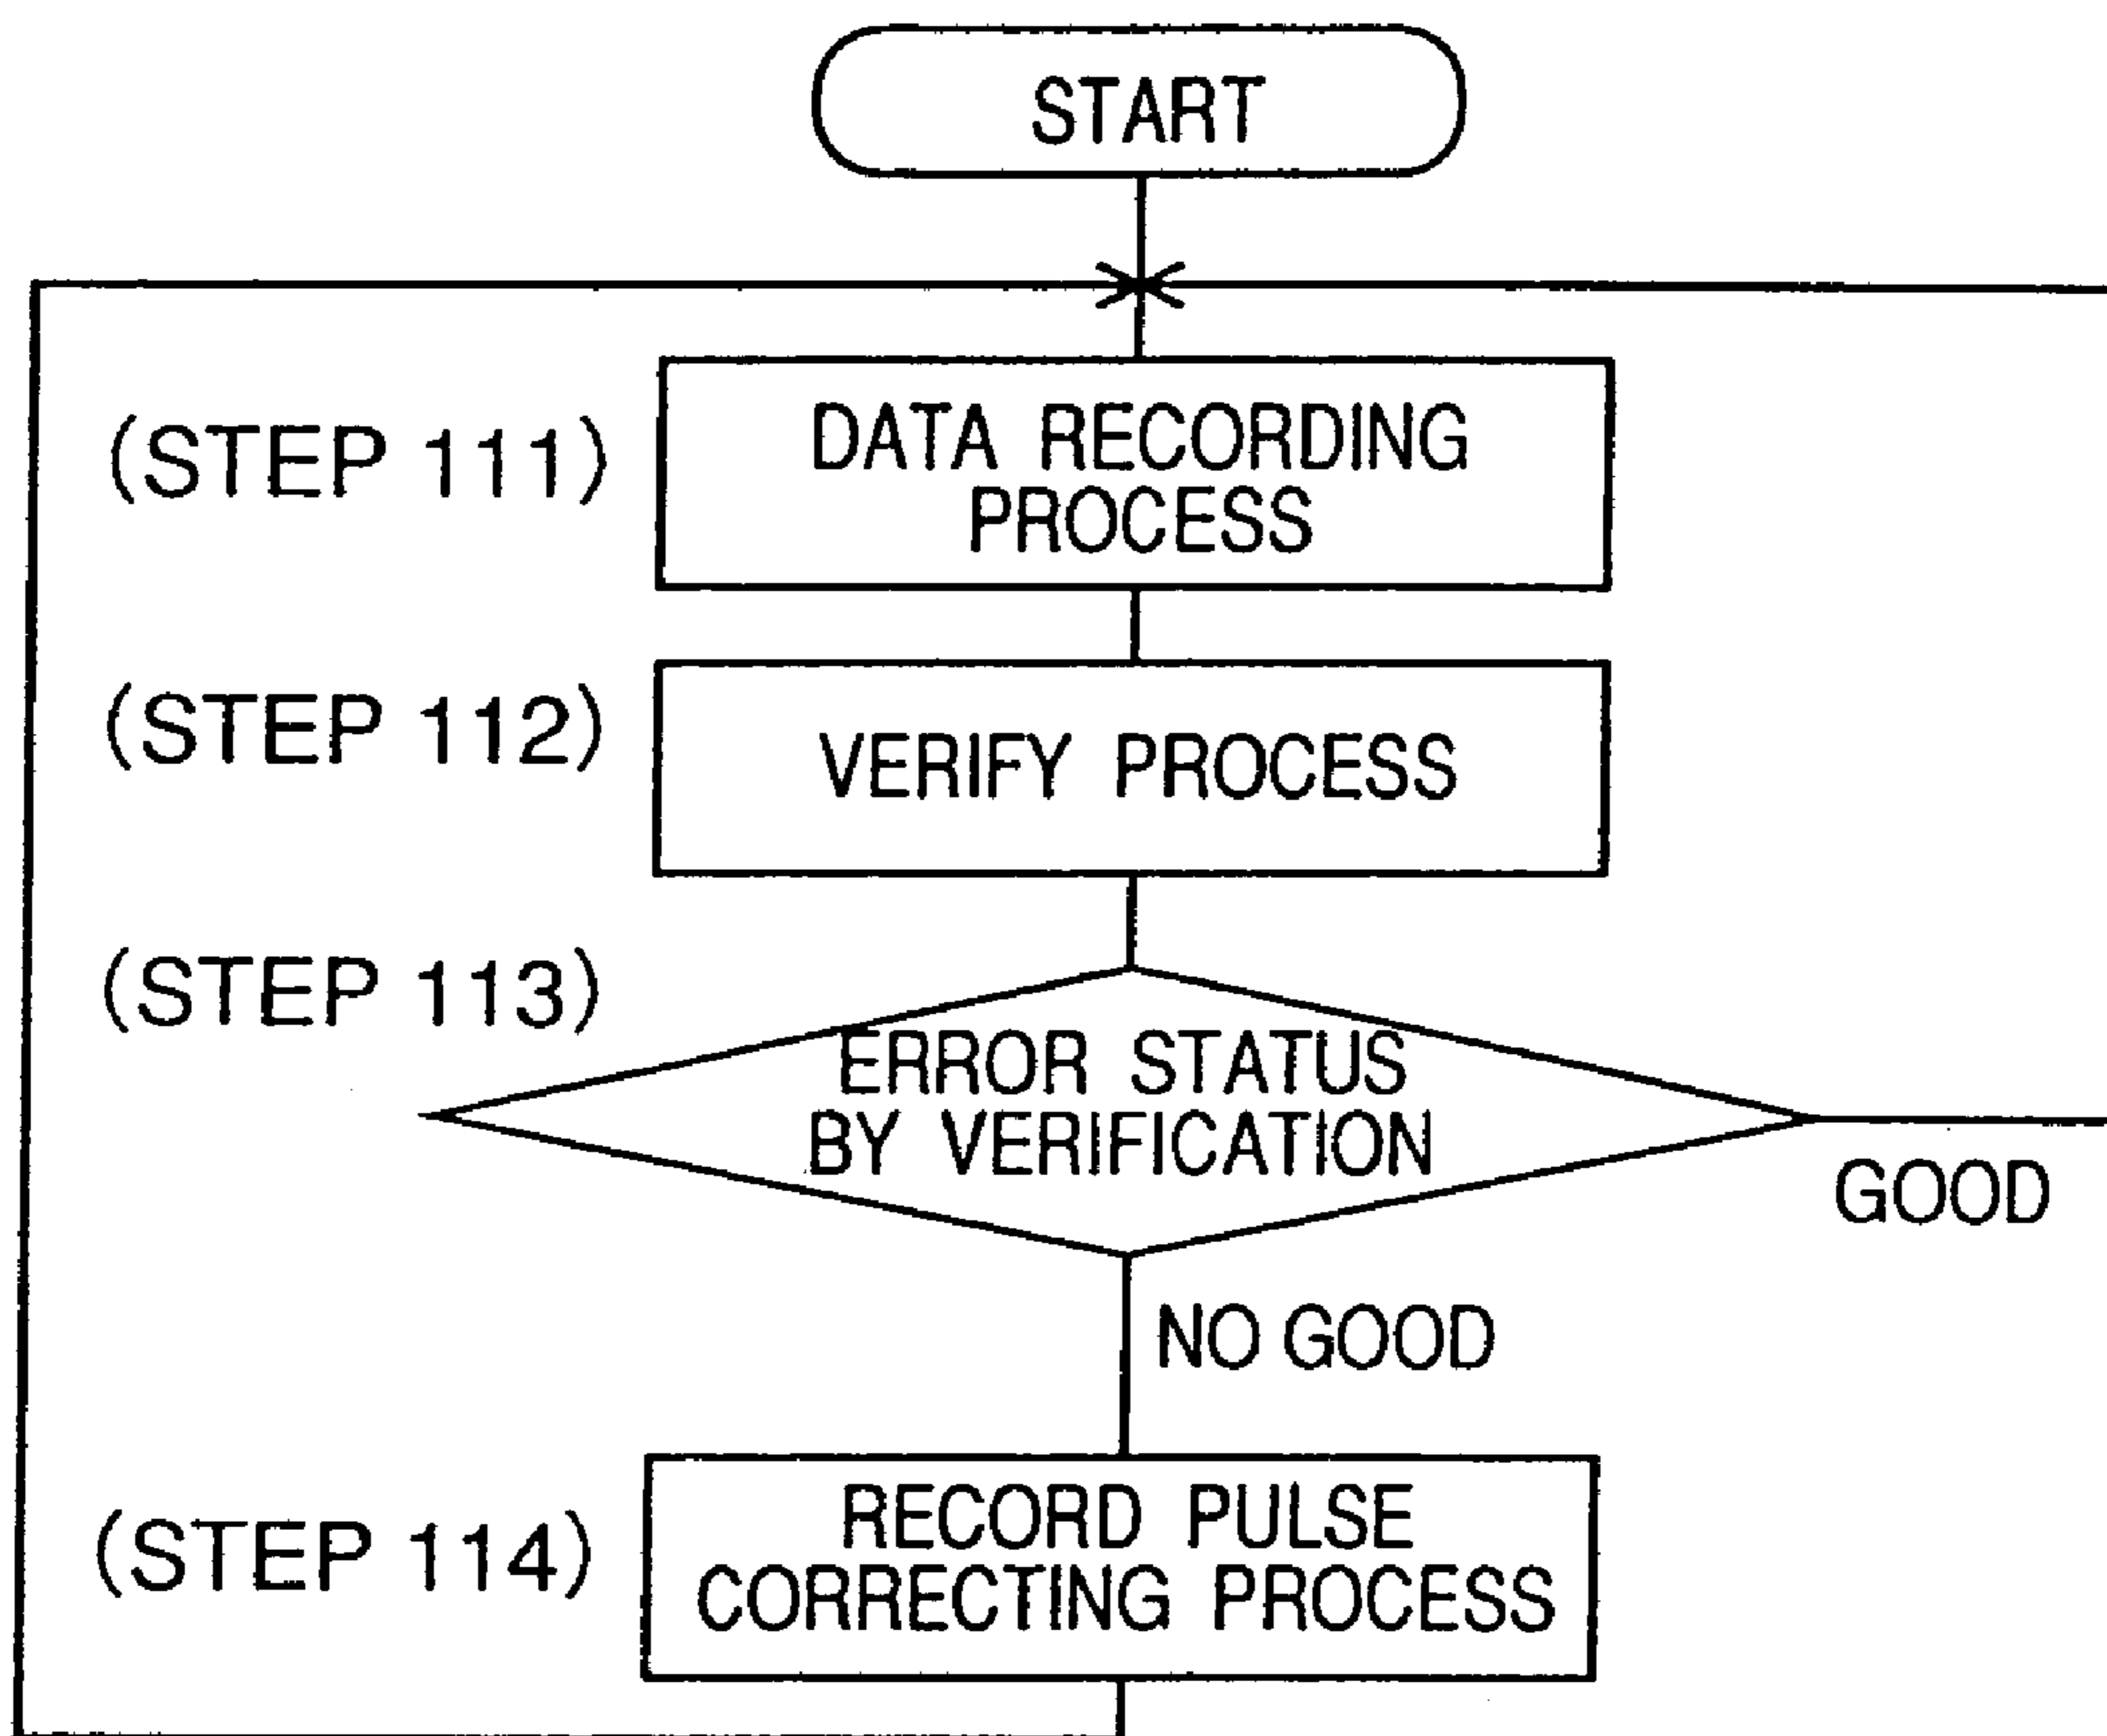 START
(STEP 111)
DATA RECORDING
PROCESS
(STEP 112)
VERIFY PROCESS
(STEP 113)
ERROR STATUS
BY VERIFICATION
GOOD
NO GOOD
(STEP 114)
RECORD PULSE
CORRECTING PROCESS